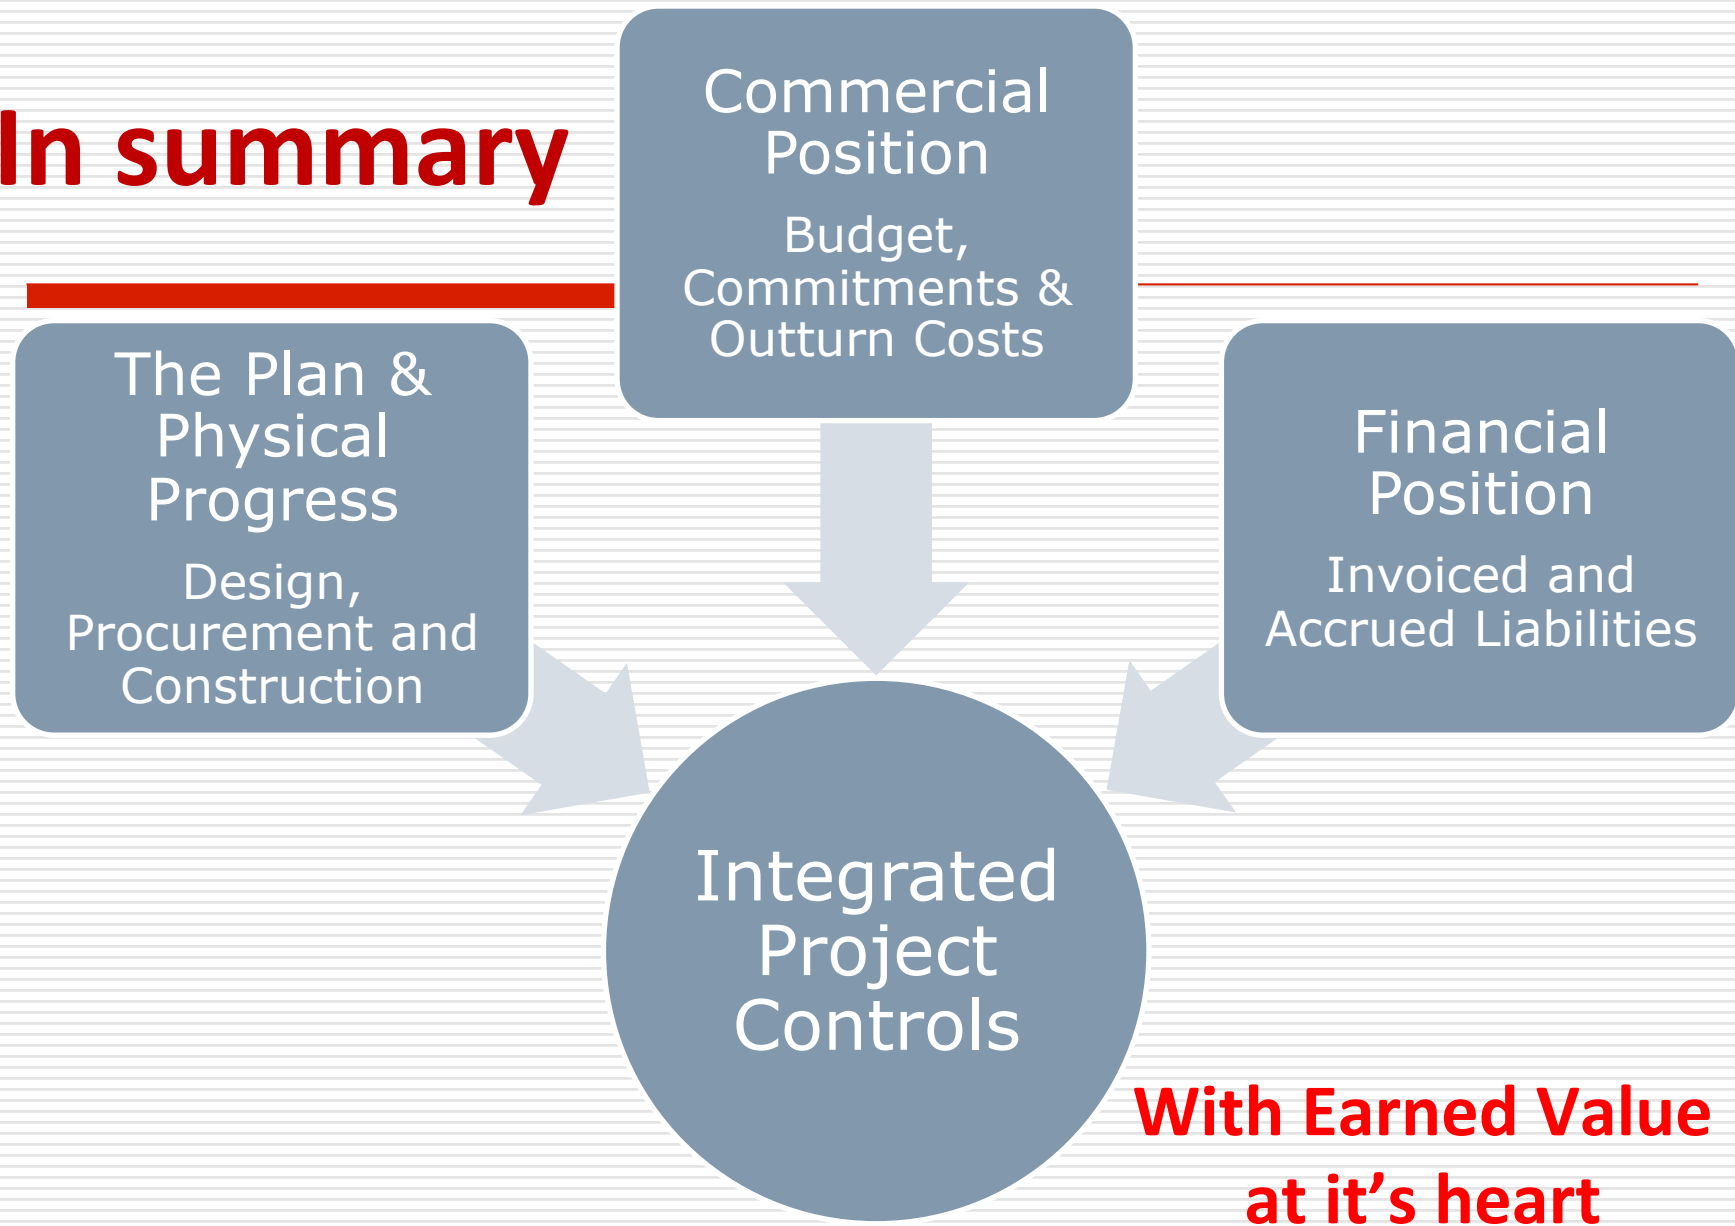 In summary
Commercial
Position
Budget,
Commitments &
Outturn Costs
The Plan &
Physical
Progress
Design,
Procurement and
Construction
Financial
Position
Invoiced and
Accrued Liabilities
Integrated
Project
Controls
With Earned Value
at it’s heart